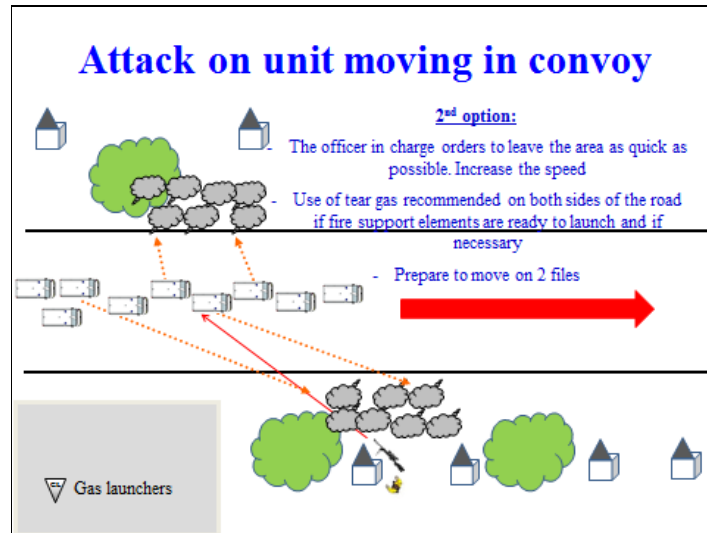 Attack on unit moving in convoy
2nd option:
- The officer in charge orders to leave the area as quick as
possible. Increase the speed
- Use of tear gas recommended on both sides of the road
if fire support elements are ready to launch and if
necessary
- Prepare to move on 2 files
GL Gas launchers